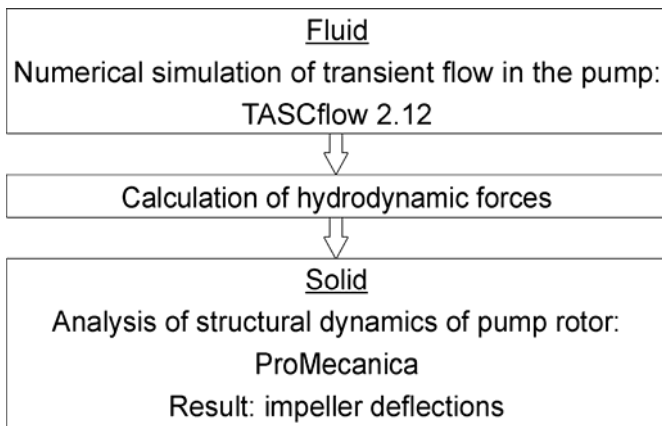 Fluid
Numerical simulation of transient flow in the pump:
TASCflow 2.12
Calculation of hydrodynamic forces
Solid
Analysis of structural dynamics of pump rotor:
ProMecanica
Result: impeller deflections